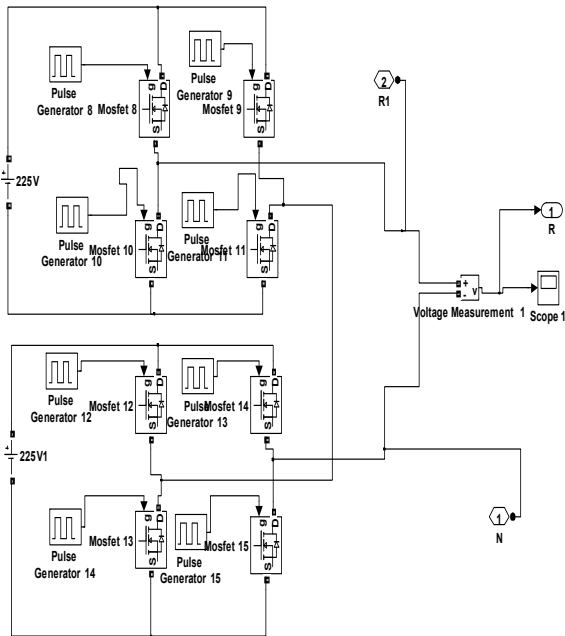 g D
S
Pulse
Generator 8
Mosfet 8
g D
S
Pulse
Generator 9
Mosfet 9
2
R1
+
225V
g D
S
Pulse
Generator 10
Mosfet 10
g D
S
Pulse
Generator 11
Mosfet 11
1
R
+
-
v
Voltage Measurement 1
Scope 1
g D
S
Pulse
Generator 12
Mosfet 12
g D
S
Pulse
Generator 13
Mosfet 14
+
225V1
g D
S
Pulse
Generator 14
Mosfet 13
g D
S
Pulse
Generator 15
Mosfet 15
1
N